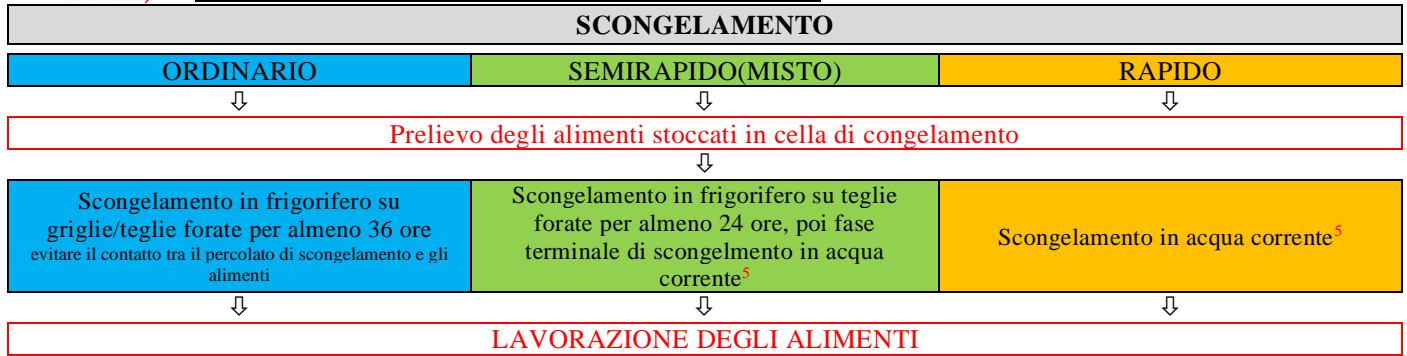 SCONGELAMENTO
ORDINARIO
SEMIRAPIDO(MISTO)
RAPIDO
⇩ ⇩ ⇩
Prelievo degli alimenti stoccati in cella di congelamento
⇩
Scongelamento in frigorifero su
griglie/teglie forate per almeno 36 ore
evitare il contatto tra il percolato di scongelamento e gli
alimenti
Scongelamento in frigorifero su teglie
forate per almeno 24 ore, poi fase
terminale di scongelmento in acqua
corrente5
Scongelamento in acqua corrente5
⇩ ⇩ ⇩
LAVORAZIONE DEGLI ALIMENTI